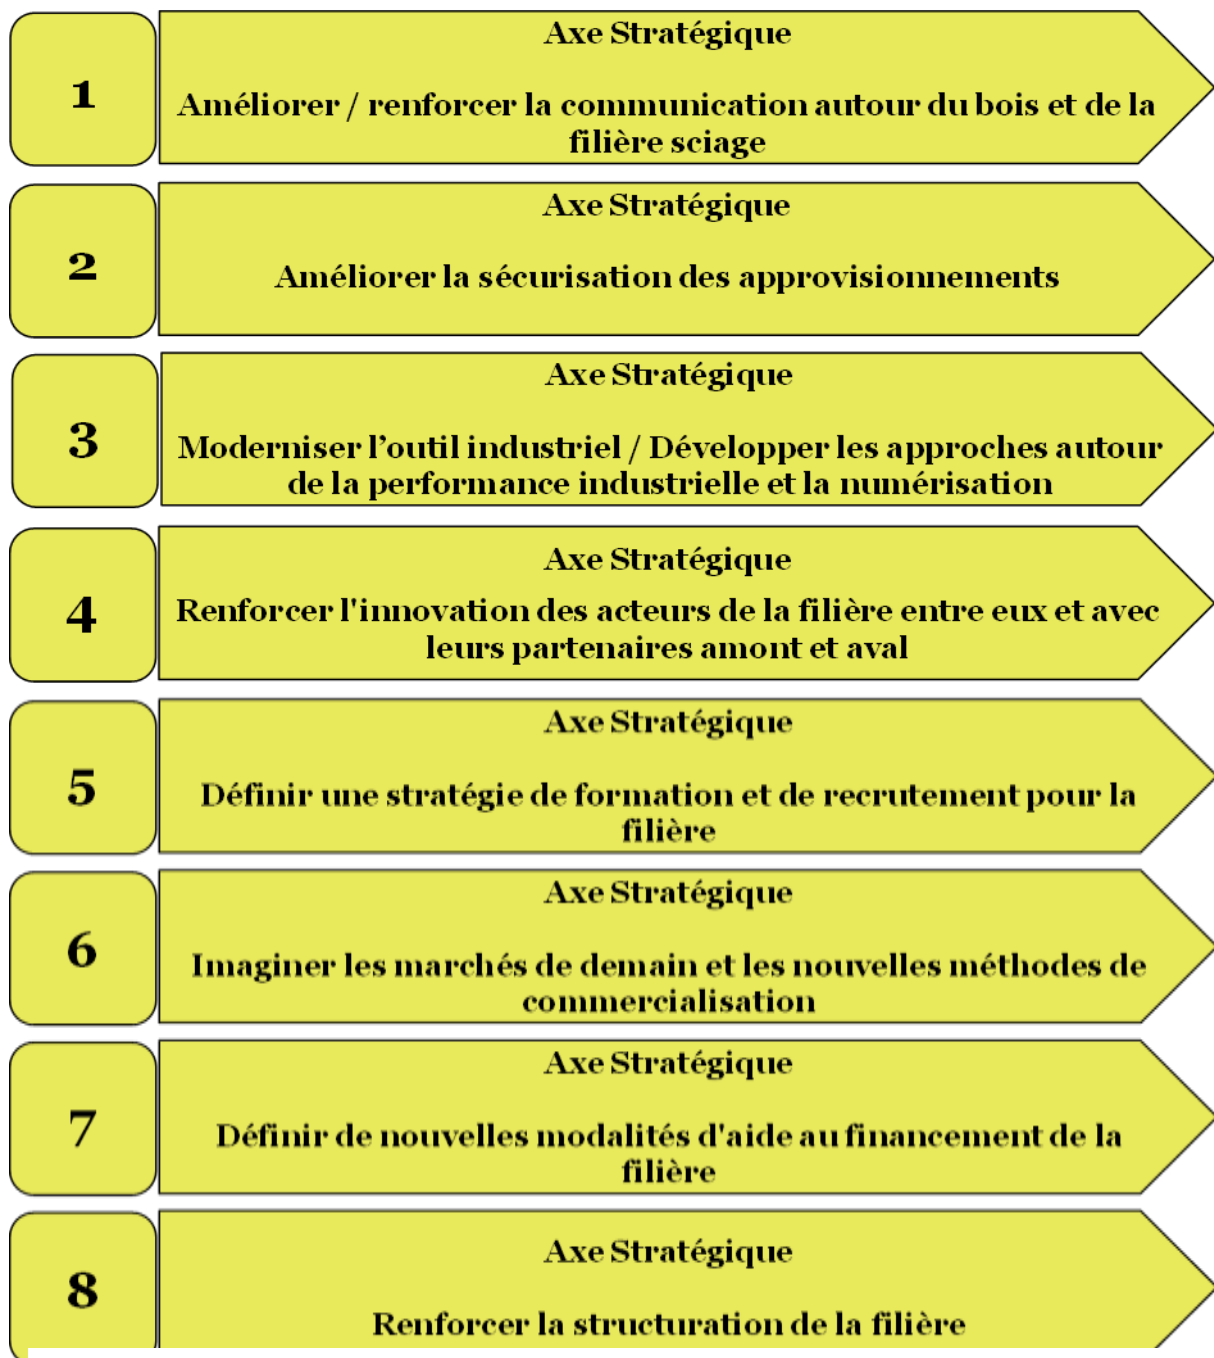 1
Axe Stratégique
Améliorer / renforcer la communication autour du bois et de la
filière sciage
2
Axe Stratégique
Améliorer la sécurisation des approvisionnements
3
Axe Stratégique
Moderniser l’outil industriel / Développer les approches autour
de la performance industrielle et la numérisation
4
Axe Stratégique
Renforcer l'innovation des acteurs de la filière entre eux et avec
leurs partenaires amont et aval
5
Axe Stratégique
Définir une stratégie de formation et de recrutement pour la
filière
6
Axe Stratégique
Imaginer les marchés de demain et les nouvelles méthodes de
commercialisation
7
Axe Stratégique
Définir de nouvelles modalités d'aide au financement de la
filière
8
Axe Stratégique
Renforcer la structuration de la filière